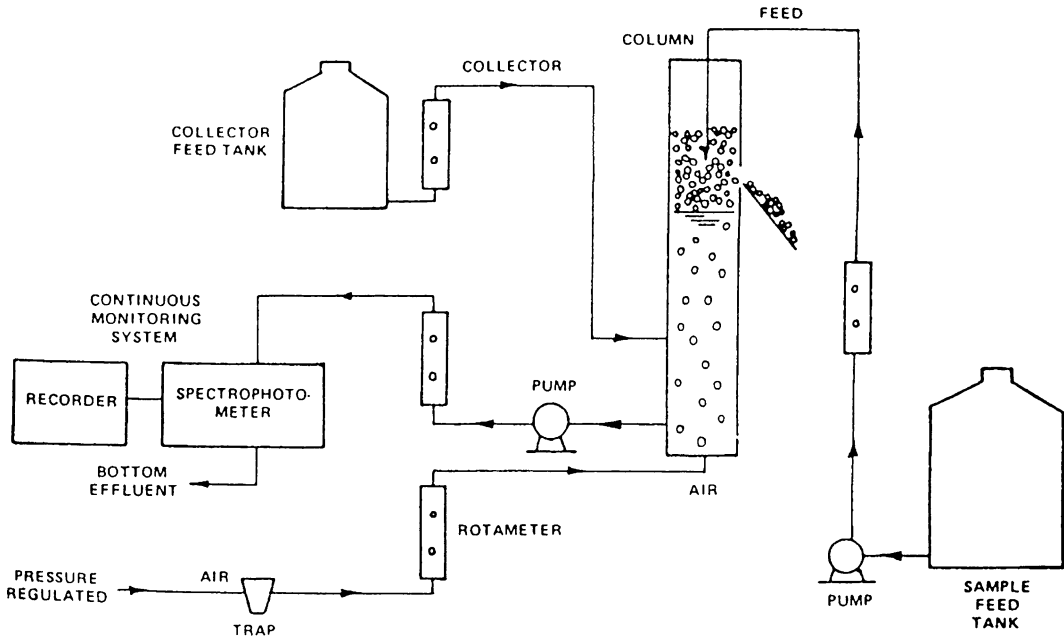 FEED
COLUMN
COLLECTOR
COLLECTOR
FEED TANK
CONTINUOUS
MONITORING
SYSTEM
PUMP
RECORDER
SPECTROPHOTO-
METER
BOTTOM
EFFLUENT
AIR
ROTAMETER
PRESSURE
REGULATED
AIR
TRAP
PUMP
SAMPLE
FEED
TANK